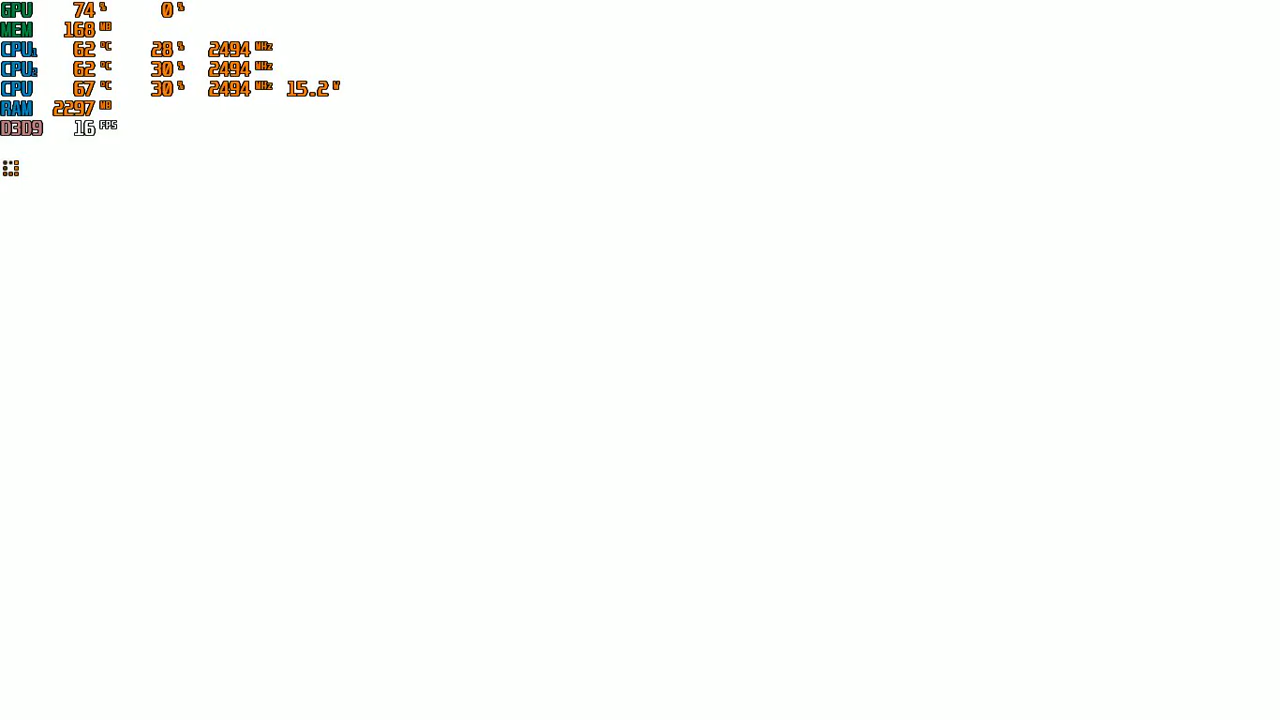 GPU 74 % 0 %
MEM 168 MB
CPU1 62 °C 28 % 2494 MHz
CPU2 62 °C 30 % 2494 MHz
CPU 67 °C 30 % 2494 MHz 15.2 W
RAM 2297 MB
D3D9 16 FPS